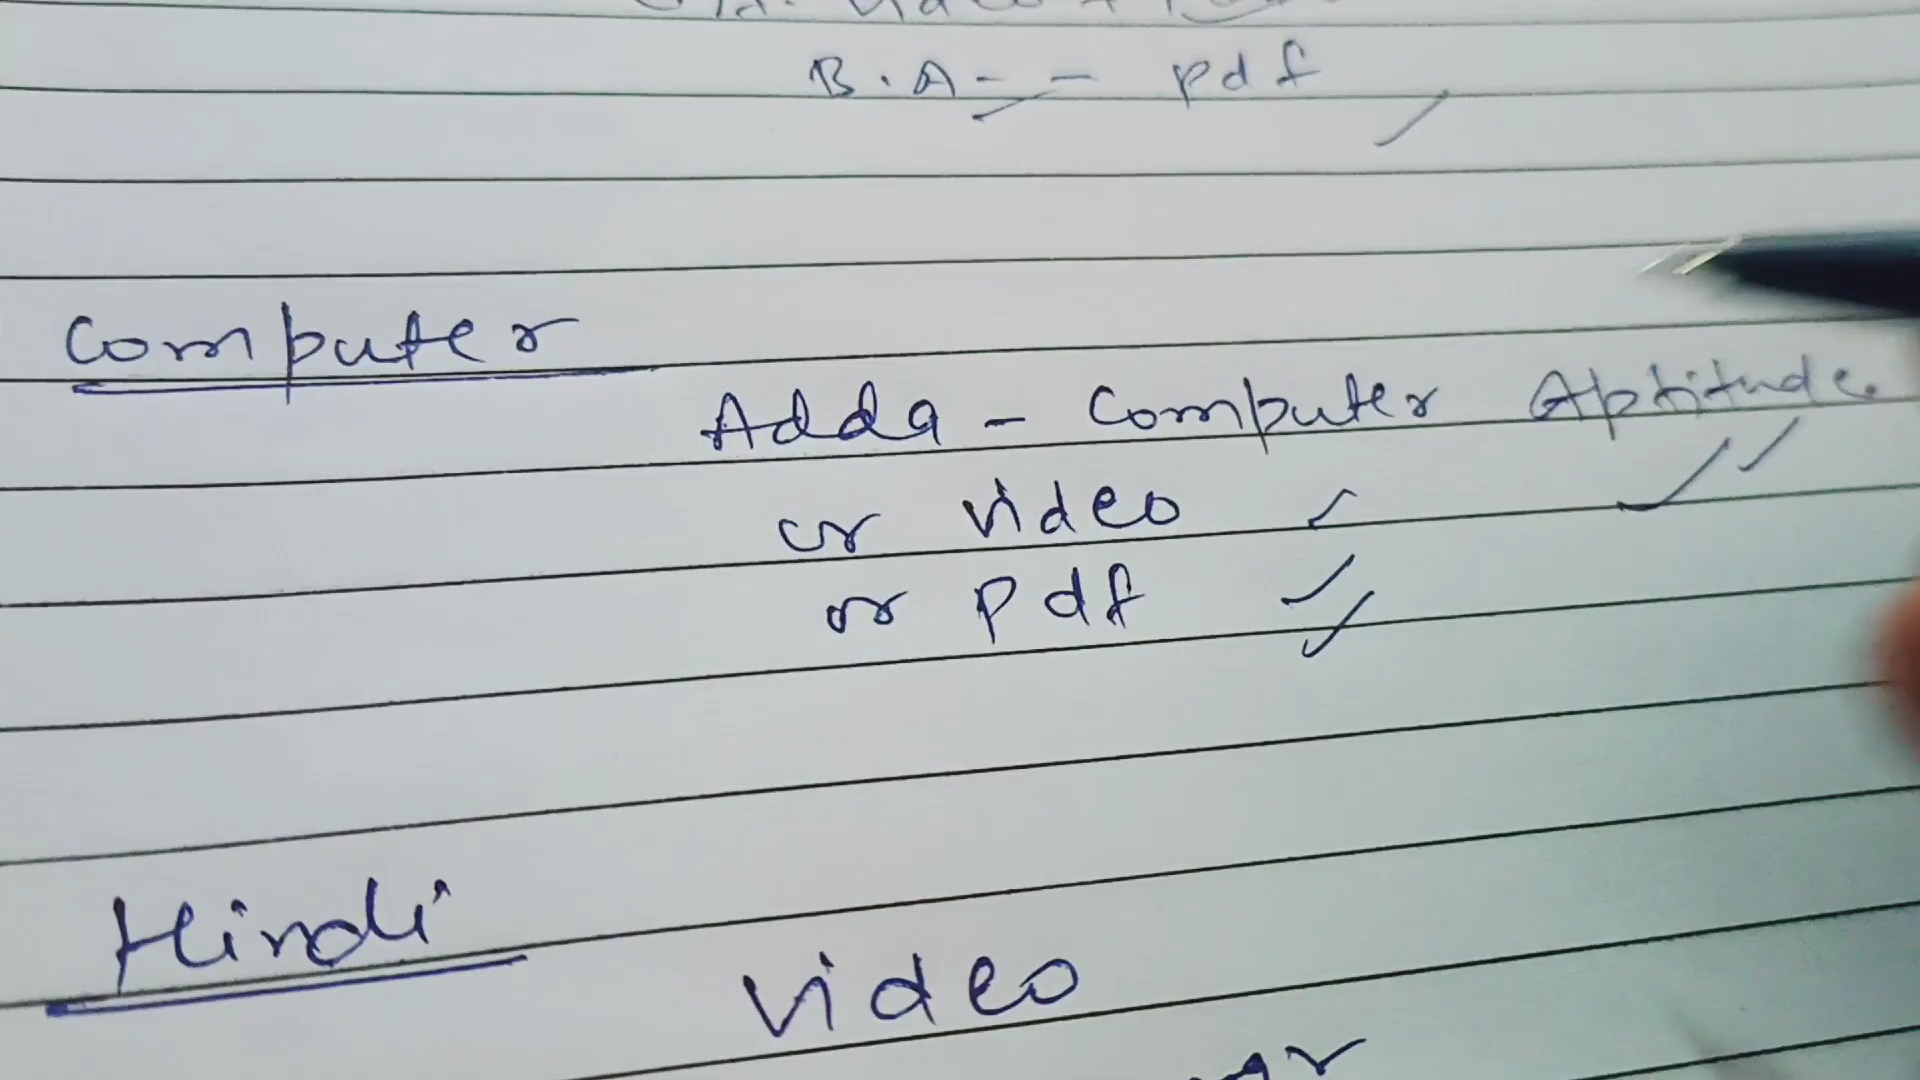 B.A - - pdf
Computer
Adda - Computer Aptitude
or video
or pdf
Hindi
video